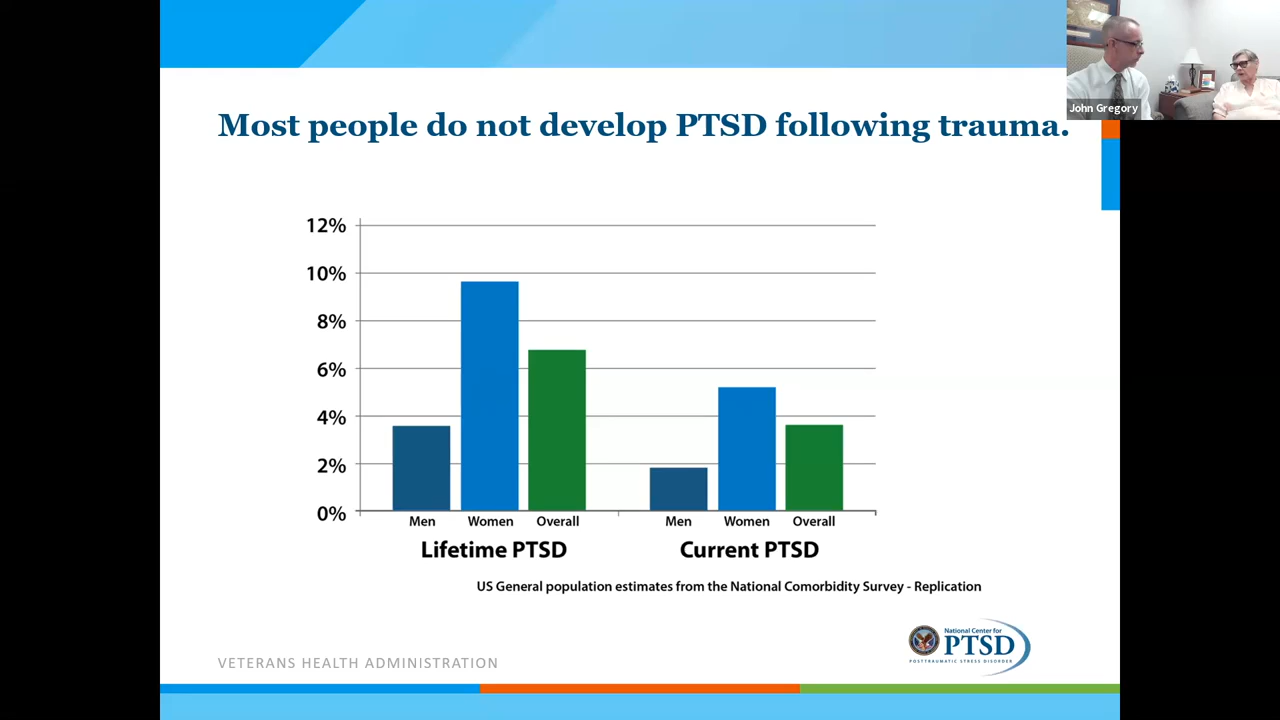 John Gregory
Most people do not develop PTSD following trauma.
12%
10%
8%
6%
4%
2%
0%
Men Women Overall Men Women Overall
Lifetime PTSD Current PTSD
US General population estimates from the National Comorbidity Survey - Replication
National Center for
PTSD
POSTTRAUMATIC STRESS DISORDER
VETERANS HEALTH ADMINISTRATION